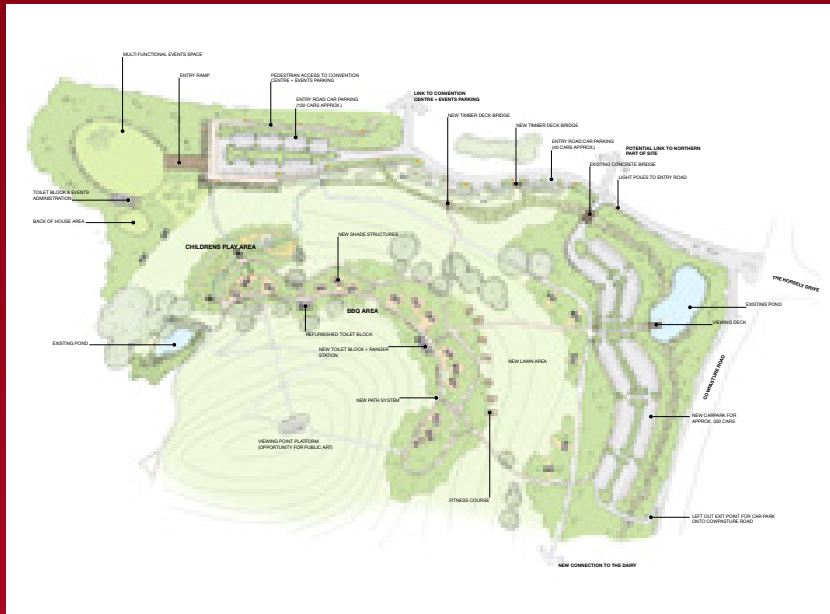 MULTI FUNCTIONAL EVENTS SPACE
ENTRY RAMP
PEDESTRIAN ACCESS TO CONVENTION
CENTRE + EVENTS PARKING
ENTRY ROAD CAR PARKING
(130 CARS APPROX.)
LINK TO CONVENTION
CENTRE + EVENTS PARKING
NEW TIMBER DECK BRIDGE
NEW TIMBER DECK BRIDGE
ENTRY ROAD CAR PARKING
(40 CARS APPROX.)
POTENTIAL LINK TO NORTHERN
PART OF SITE
EXISTING CONCRETE BRIDGE
LIGHT POLES TO ENTRY ROAD
TOILET BLOCK & EVENTS
ADMINISTRATION
BACK OF HOUSE AREA
CHILDRENS PLAY AREA
NEW SHADE STRUCTURES
THE HORSELY DRIVE
EXISTING POND
BBQ AREA
VIEWING DECK
REFURBISHED TOILET BLOCK
EXISTING POND
NEW TOILET BLOCK + RANGER
STATION
NEW LAWN AREA
COWPASTURE ROAD
NEW PATH SYSTEM
NEW CARPARK FOR
APPROX. 350 CARS
VIEWING POINT PLATFORM
(OPPORTUNITY FOR PUBLIC ART)
FITNESS COURSE
LEFT OUT EXIT POINT FOR CAR PARK
ONTO COWPASTURE ROAD
NEW CONNECTION TO THE DAIRY